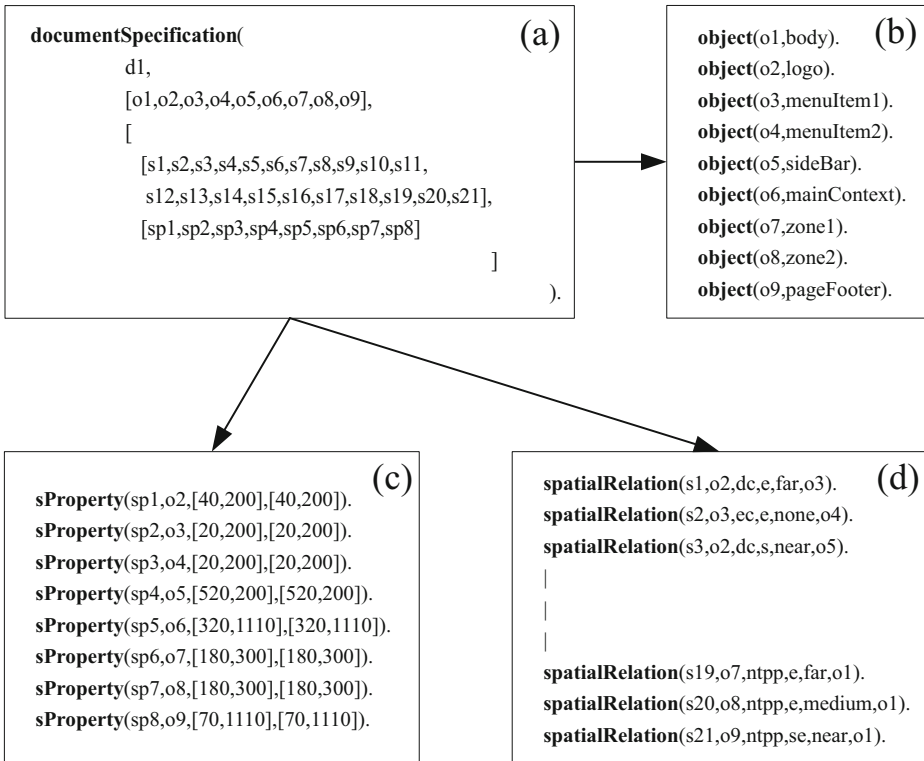 documentSpecification(
(a)
d1,
[o1,o2,o3,o4,o5,o6,o7,o8,o9],
[
[s1,s2,s3,s4,s5,s6,s7,s8,s9,s10,s11,
s12,s13,s14,s15,s16,s17,s18,s19,s20,s21],
[sp1,sp2,sp3,sp4,sp5,sp6,sp7,sp8]
]
).
(b)
object(o1,body).
object(o2,logo).
object(o3,menuItem1).
object(o4,menuItem2).
object(o5,sideBar).
object(o6,mainContext).
object(o7,zone1).
object(o8,zone2).
object(o9,pageFooter).
(c)
sProperty(sp1,o2,[40,200],[40,200]).
sProperty(sp2,o3,[20,200],[20,200]).
sProperty(sp3,o4,[20,200],[20,200]).
sProperty(sp4,o5,[520,200],[520,200]).
sProperty(sp5,o6,[320,1110],[320,1110]).
sProperty(sp6,o7,[180,300],[180,300]).
sProperty(sp7,o8,[180,300],[180,300]).
sProperty(sp8,o9,[70,1110],[70,1110]).
(d)
spatialRelation(s1,o2,dc,e,far,o3).
spatialRelation(s2,o3,ec,e,none,o4).
spatialRelation(s3,o2,dc,s,near,o5).
|
|
|
spatialRelation(s19,o7,ntpp,e,far,o1).
spatialRelation(s20,o8,ntpp,e,medium,o1).
spatialRelation(s21,o9,ntpp,se,near,o1).